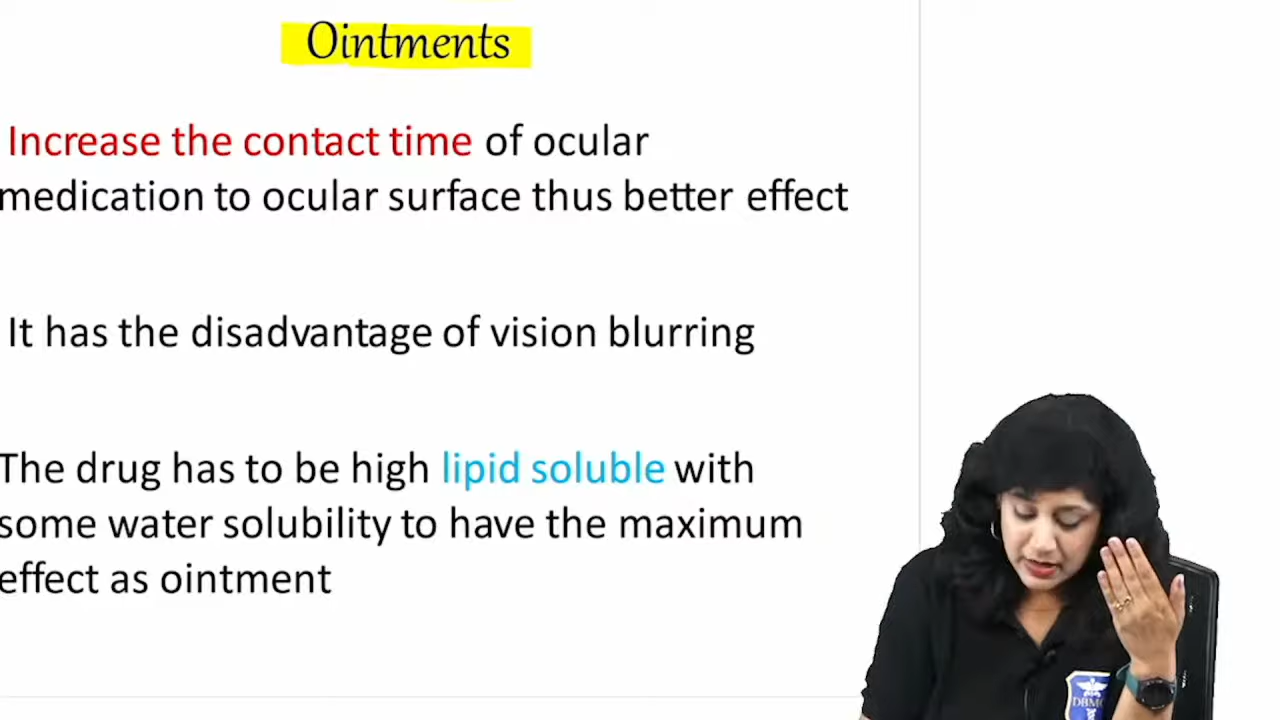 Ointments
Increase the contact time of ocular
medication to ocular surface thus better effect
It has the disadvantage of vision blurring
The drug has to be high lipid soluble with
some water solubility to have the maximum
effect as ointment